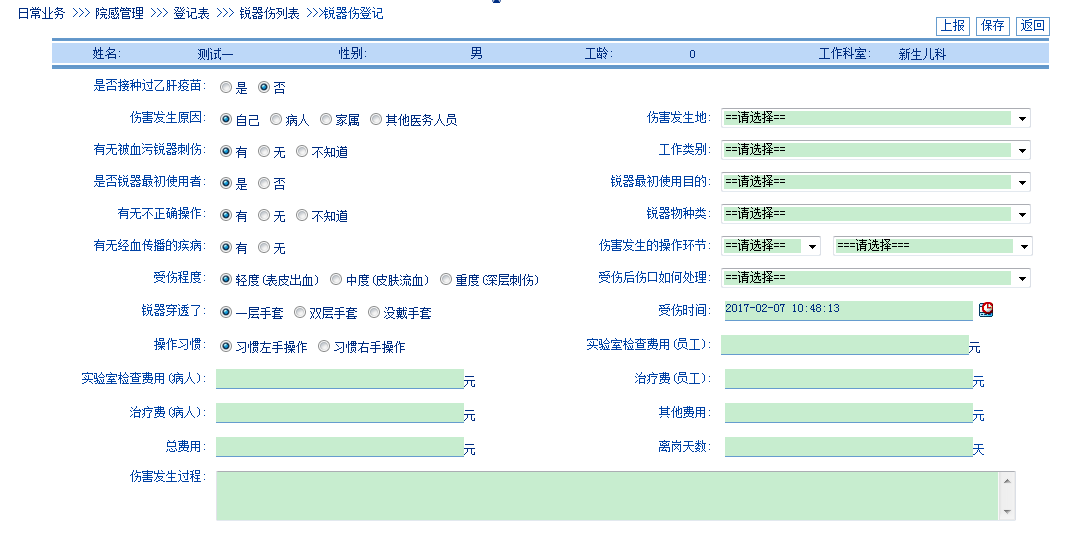 日常业务 >>> 院感管理 >>> 登记表 >>> 锐器伤列表 >>>锐器伤登记
上报 保存 返回
姓名: 测试一 性别: 男 工龄: 0 工作科室: 新生儿科
是否接种过乙肝疫苗: 是 否
伤害发生原因: 自己 病人 家属 其他医务人员 伤害发生地: ==请选择==
有无被血污锐器刺伤: 有 无 不知道 工作类别: ==请选择==
是否锐器最初使用者: 是 否 锐器最初使用目的: ==请选择==
有无不正确操作: 有 无 不知道 锐器物种类: ==请选择==
有无经血传播的疾病: 有 无 伤害发生的操作环节: ==请选择== ===请选择===
受伤程度: 轻度(表皮出血) 中度(皮肤流血) 重度(深层刺伤) 受伤后伤口如何处理: ==请选择==
锐器穿透了: 一层手套 双层手套 没戴手套 受伤时间: 2017-02-07 10:48:13
操作习惯: 习惯左手操作 习惯右手操作 实验室检查费用(员工): 元
实验室检查费用(病人): 元 治疗费(员工): 元
治疗费(病人): 元 其他费用: 元
总费用: 元 离岗天数: 天
伤害发生过程: